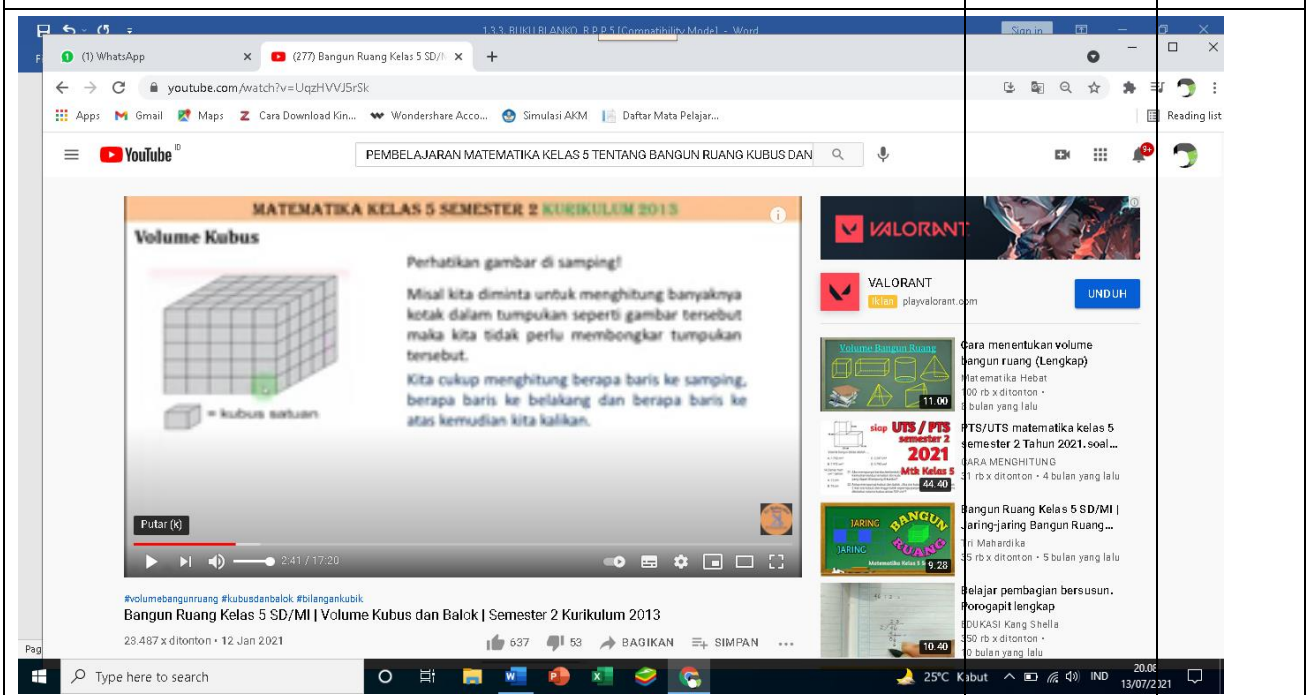 1.3.3. BUKU BLANKO R P P 5 [Compatibility Mode] - Word
Sign in
(1) WhatsApp
(277) Bangun Ruang Kelas 5 SD/
youtube.com/watch?v=UqzHVVJ5rSk
Apps
Gmail
Maps
Cara Download Kin...
Wondershare Acco...
Simulasi AKM
Daftar Mata Pelajar...
Reading list
YouTube ID
PEMBELAJARAN MATEMATIKA KELAS 5 TENTANG BANGUN RUANG KUBUS DAN
9+
MATEMATIKA KELAS 5 SEMESTER 2 KURIKULUM 2013
Volume Kubus
Perhatikan gambar di samping!
Misal kita diminta untuk menghitung banyaknya
kotak dalam tumpukan seperti gambar tersebut
maka kita tidak perlu membongkar tumpukan
tersebut.
Kita cukup menghitung berapa baris ke samping,
berapa baris ke belakang dan berapa baris ke
atas kemudian kita kalikan.
= kubus satuan
Putar (k)
2:41 / 17:20
#volumebangunruang #kubusdanbalok #bilangankubik
Bangun Ruang Kelas 5 SD/MI | Volume Kubus dan Balok | Semester 2 Kurikulum 2013
23.487 x ditonton • 12 Jan 2021
637
53
BAGIKAN
SIMPAN
VALORANT
VALORANT
Iklan playvalorant.com
UNDUH
Volume Bangun Ruang
11.00
Cara menentukan volume
bangun ruang (Lengkap)
Matematika Hebat
100 rb x ditonton •
bulan yang lalu
siap UTS / PTS
semester 2
2021
Mtk Kelas 5
44.40
PTS/UTS matematika kelas 5
semester 2 Tahun 2021.soal...
CARA MENGHITUNG
31 rb x ditonton • 4 bulan yang lalu
JARING
JARING
BANGUN
RUANG
9.28
Bangun Ruang Kelas 5 SD/MI |
Jaring-jaring Bangun Ruang...
Tri Mahardika
35 rb x ditonton • 5 bulan yang lalu
10.40
Belajar pembagian bersusun.
Porogapit lengkap
EDUKASI Kang Shella
350 rb x ditonton •
10 bulan yang lalu
Pag
Type here to search
25°C Kabut
IND
20.08
13/07/2021